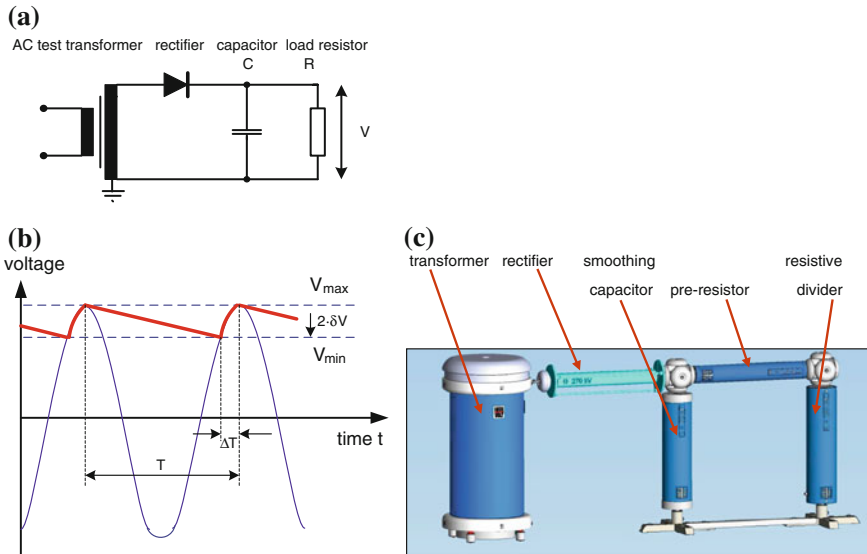 (a)
AC test transformer rectifier capacitor load resistor
C R
V
(b)
voltage
Vmax
2·δV
Vmin
ΔT
time t
T
(c)
transformer rectifier smoothing resistive
capacitor pre-resistor divider